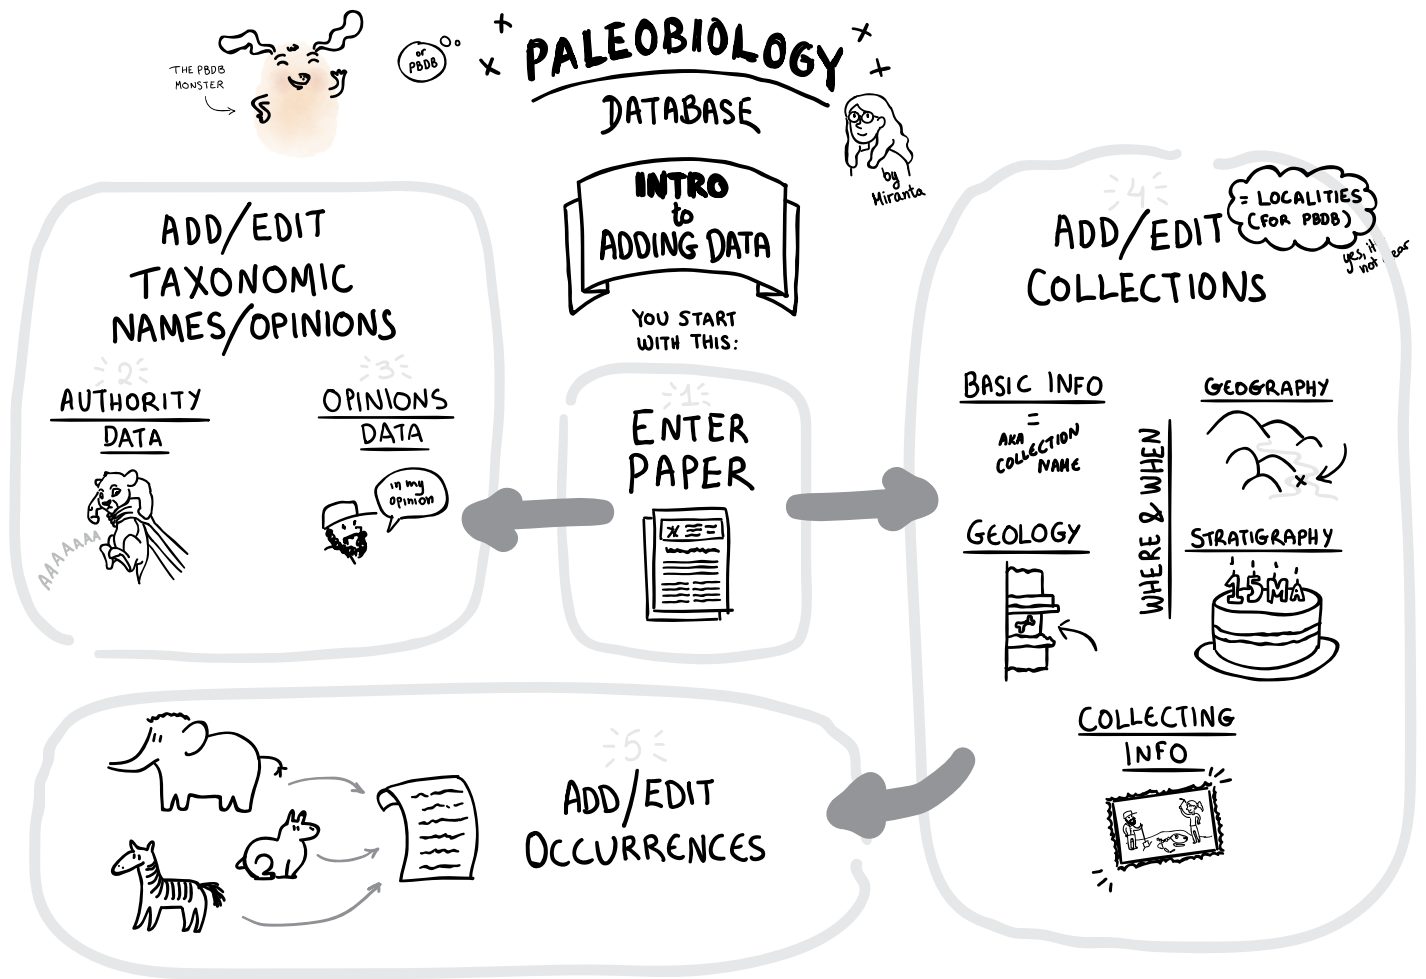 THE PBDB
MONSTER
or
PBDB
PALEOBIOLOGY
DATABASE
by
Miranta
INTRO
to
ADDING DATA
YOU START
WITH THIS:
1
ENTER
PAPER
ADD/EDIT
TAXONOMIC
NAMES/OPINIONS
2
AUTHORITY
DATA
AAAAAAA
3
OPINIONS
DATA
in my
opinion
4
ADD/EDIT
COLLECTIONS
= LOCALITIES
(FOR PBDB)
yes, it
not
BASIC INFO
=
AKA
COLLECTION
NAME
GEOGRAPHY
x
WHERE & WHEN
GEOLOGY
STRATIGRAPHY
15MA
COLLECTING
INFO
5
ADD/EDIT
OCCURRENCES